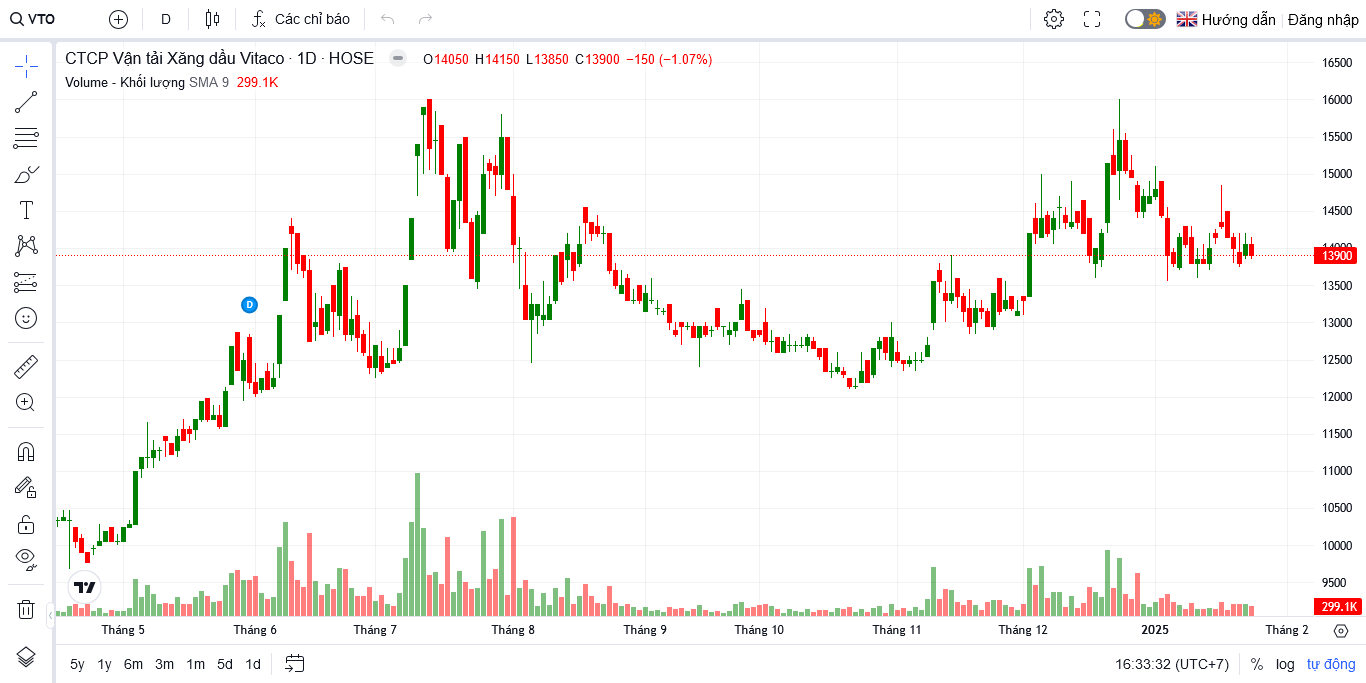 VTO D Các chỉ báo Hướng dẫn Đăng nhập
CTCP Vận tải Xăng dầu Vitaco · 1D · HOSE O14050 H14150 L13850 C13900 −150 (−1.07%)
Volume - Khối lượng SMA 9 299.1K
16500
16000
15500
15000
14500
14000
13900
13500
13000
12500
12000
11500
11000
10500
10000
9500
299.1K
D
Tháng 5 Tháng 6 Tháng 7 Tháng 8 Tháng 9 Tháng 10 Tháng 11 Tháng 12 2025 Tháng 2
5y 1y 6m 3m 1m 5d 1d 16:33:32 (UTC+7) % log tự động